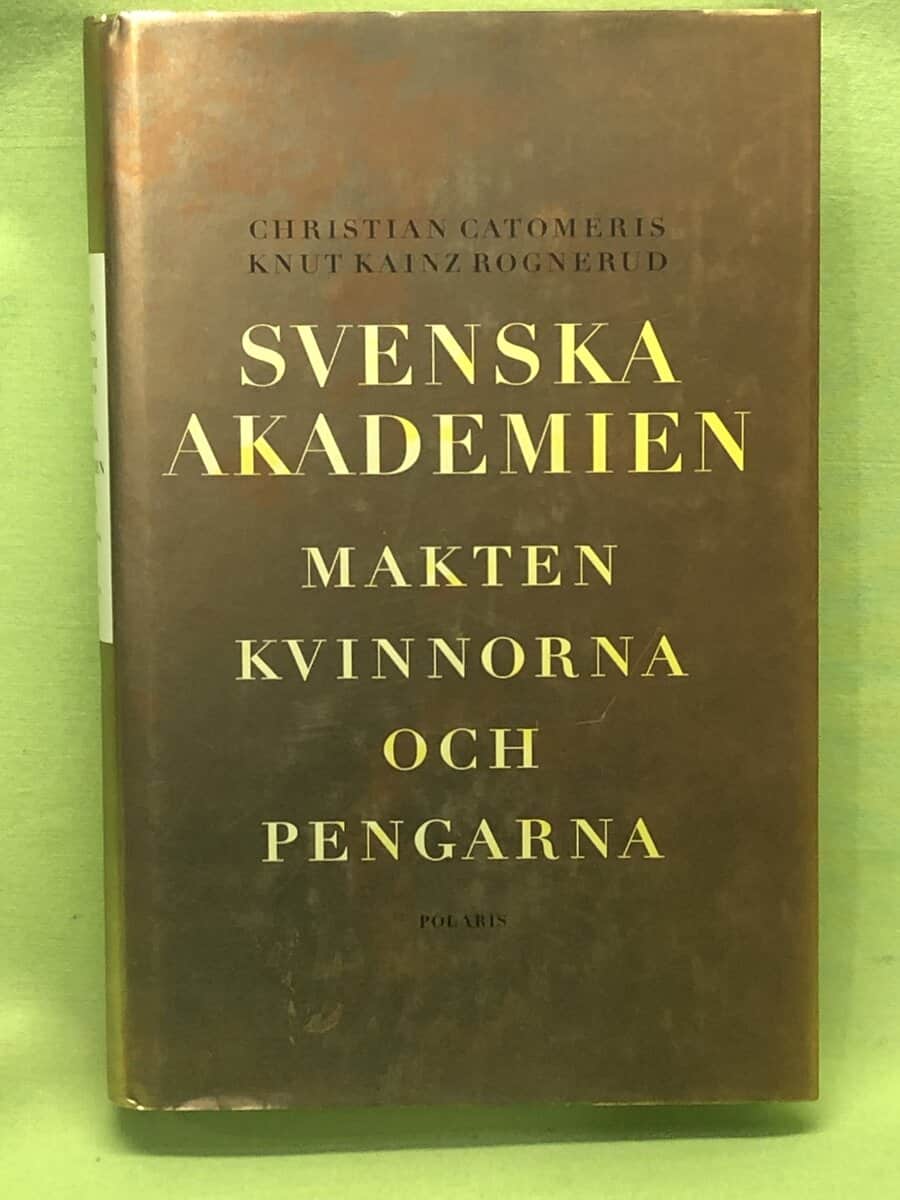 CHRISTIAN CATOMERIS
KNUT KAINZ ROGNERUD
SVENSKA
AKADEMIEN
MAKTEN
KVINNORNA
OCH
PENGARNA
POLARIS